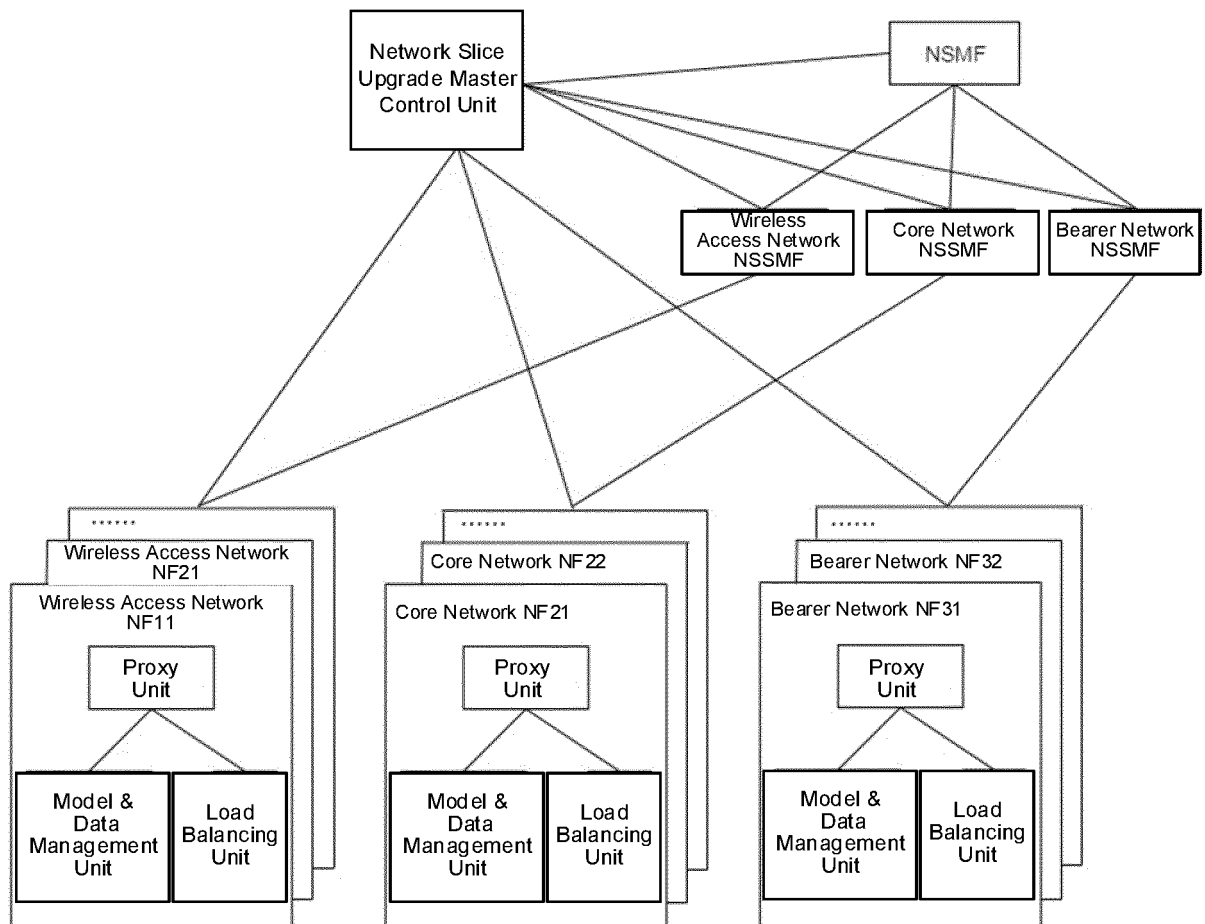 Network Slice
Upgrade Master
Control Unit
NSMF
Wireless
Access Network
NSSMF
Core Network
NSSMF
Bearer Network
NSSMF
******
Wireless Access Network
NF21
Wireless Access Network
NF11
Proxy
Unit
Model &
Data
Management
Unit
Load
Balancing
Unit
******
Core Network NF22
Core Network NF21
Proxy
Unit
Model &
Data
Management
Unit
Load
Balancing
Unit
******
Bearer Network NF32
Bearer Network NF31
Proxy
Unit
Model &
Data
Management
Unit
Load
Balancing
Unit